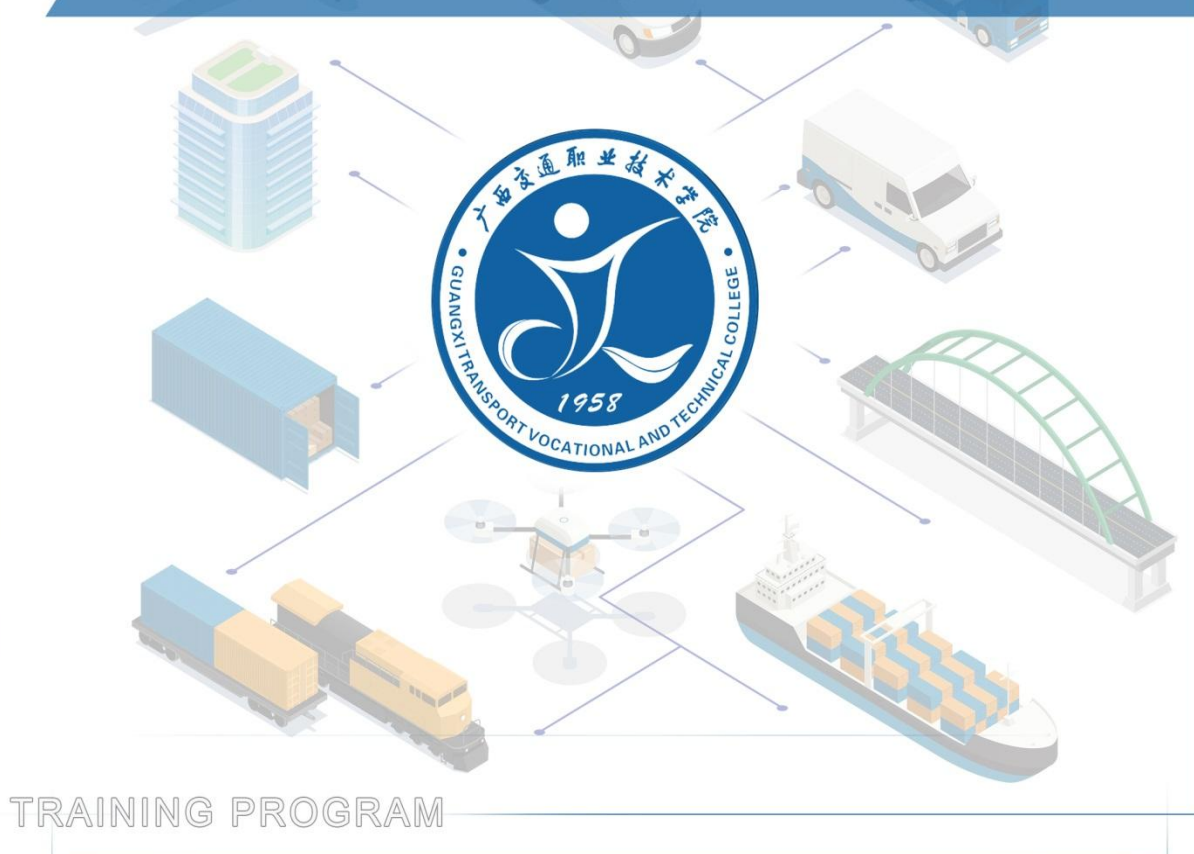 广西交通职业技术学院
GUANGXI TRANSPORT VOCATIONAL AND TECHNICAL COLLEGE
1958
TRAINING PROGRAM